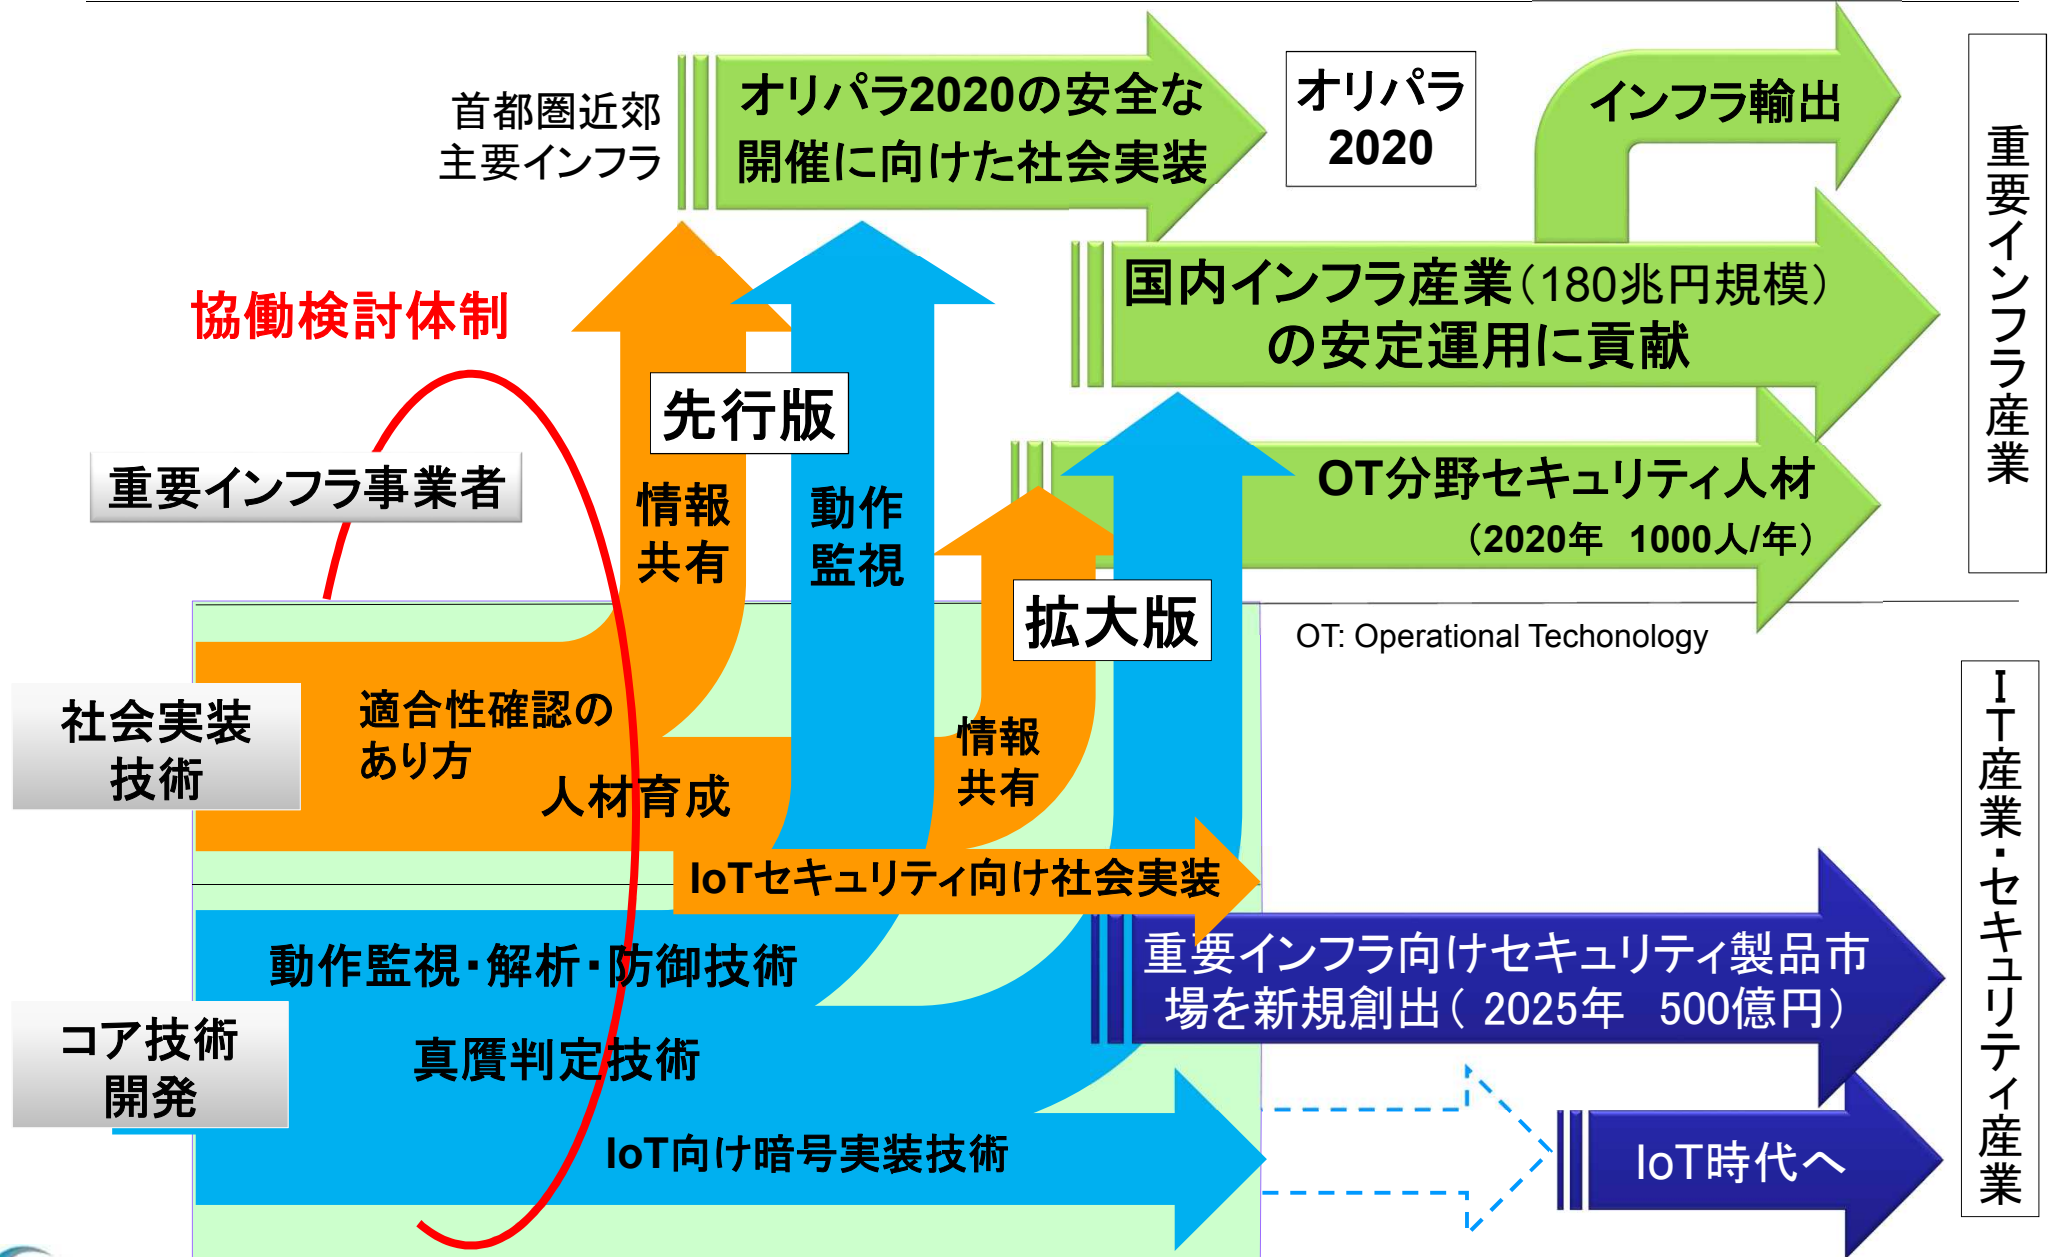 首都圏近郊
主要インフラ
オリパラ2020の安全な
開催に向けた社会実装
オリパラ
2020
インフラ輸出
重要インフラ産業
協働検討体制
国内インフラ産業（180兆円規模）
の安定運用に貢献
先行版
重要インフラ事業者
情報
共有
動作
監視
OT分野セキュリティ人材
（2020年　1000人/年）
拡大版
OT: Operational Techonology
社会実装
技術
適合性確認の
あり方
人材育成
情報
共有
IoTセキュリティ向け社会実装
IT産業・セキュリティ産業
動作監視・解析・防御技術
重要インフラ向けセキュリティ製品市
場を新規創出（ 2025年　500億円）
コア技術
開発
真贋判定技術
IoT向け暗号実装技術
IoT時代へ